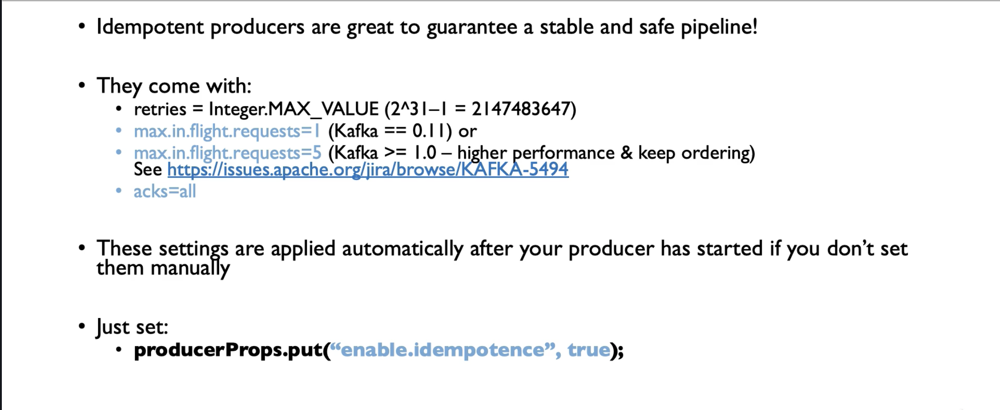 • Idempotent producers are great to guarantee a stable and safe pipeline!
• They come with:
• retries = Integer.MAX_VALUE (2^31–1 = 2147483647)
• max.in.flight.requests=1 (Kafka == 0.11) or
• max.in.flight.requests=5 (Kafka >= 1.0 – higher performance & keep ordering)
See https://issues.apache.org/jira/browse/KAFKA-5494
• acks=all
• These settings are applied automatically after your producer has started if you don’t set
them manually
• Just set:
• producerProps.put(“enable.idempotence”, true);